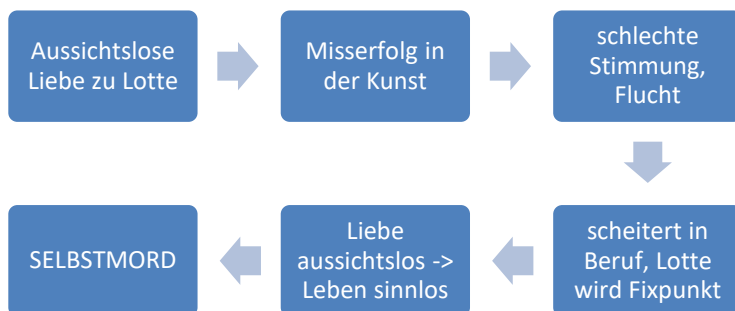 Aussichtslose
Liebe zu Lotte
Misserfolg in
der Kunst
schlechte
Stimmung,
Flucht
scheitert in
Beruf, Lotte
wird Fixpunkt
Liebe
aussichtslos ->
Leben sinnlos
SELBSTMORD